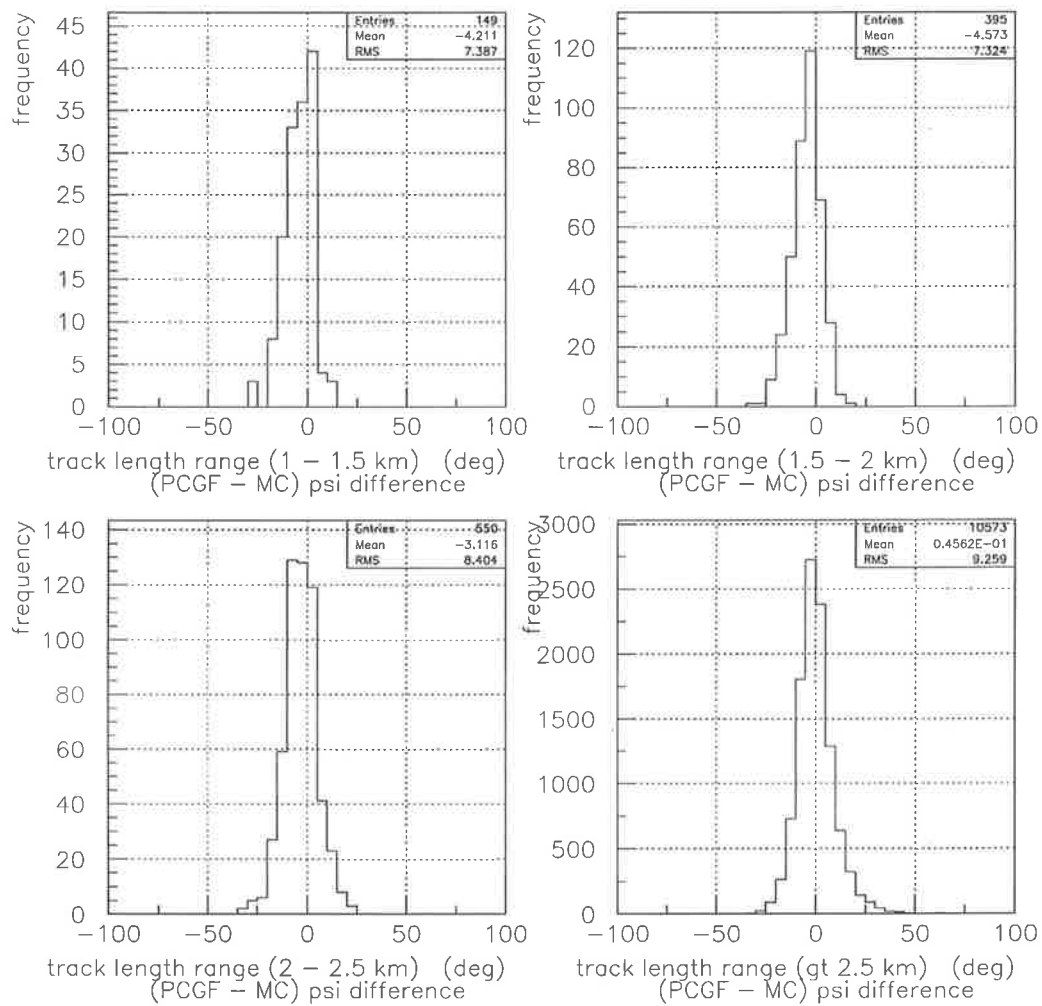 frequency
45
40
35
30
25
20
15
10
5
0
Entries 149
Mean −4.211
RMS 7.387
−100 −50 0 50 100
track length range (1 − 1.5 km) (deg)
(PCGF − MC) psi difference
frequency
120
100
80
60
40
20
0
Entries 395
Mean −4.573
RMS 7.324
−100 −50 0 50 100
track length range (1.5 − 2 km) (deg)
(PCGF − MC) psi difference
frequency
140
120
100
80
60
40
20
0
Entries 550
Mean −3.116
RMS 8.404
−100 −50 0 50 100
track length range (2 − 2.5 km) (deg)
(PCGF − MC) psi difference
frequency
3000
2500
2000
1500
1000
500
0
Entries 10573
Mean 0.4562E−01
RMS 9.259
−100 −50 0 50 100
track length range (gt 2.5 km) (deg)
(PCGF − MC) psi difference